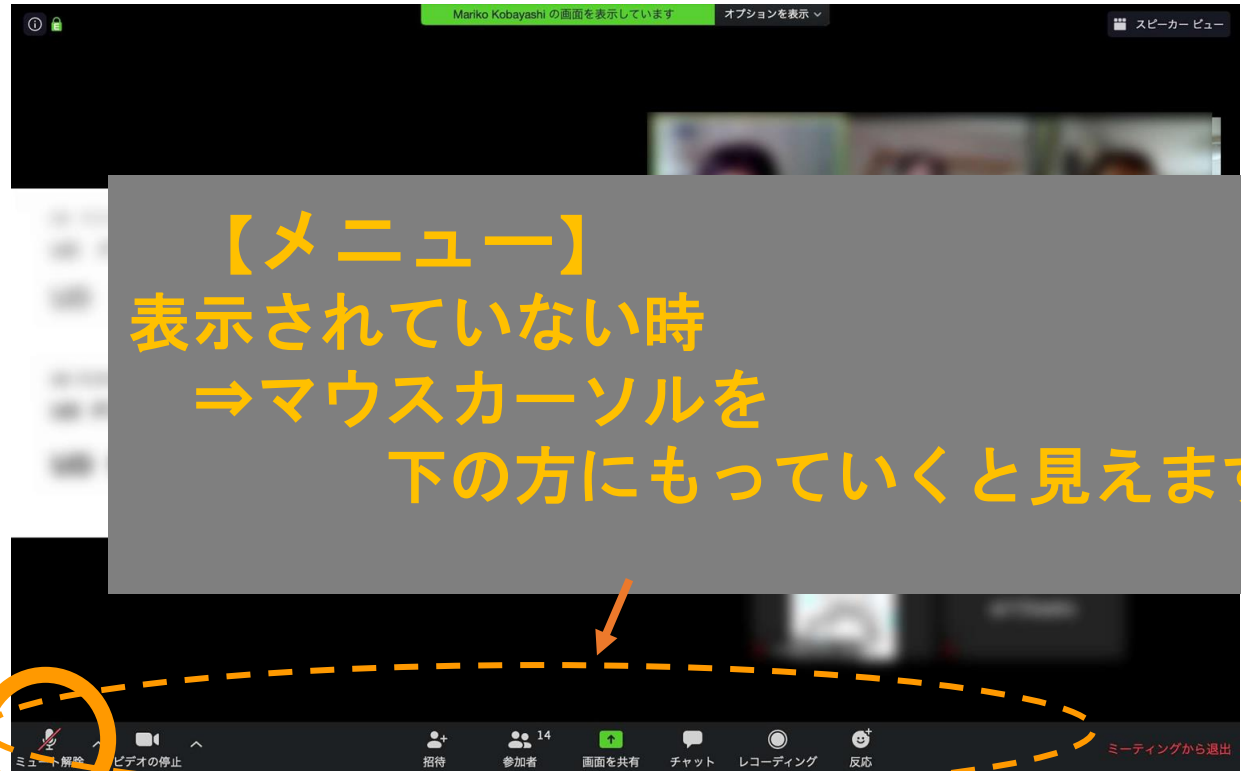 Mariko Kobayashi の画面を表示しています オプションを表示
スピーカー ビュー
【メニュー】
表示されていない時
⇒マウスカーソルを
下の方にもっていくと見えます
ミュート解除 ビデオの停止 招待 参加者 14 画面を共有 チャット レコーディング 反応 ミーティングから退出